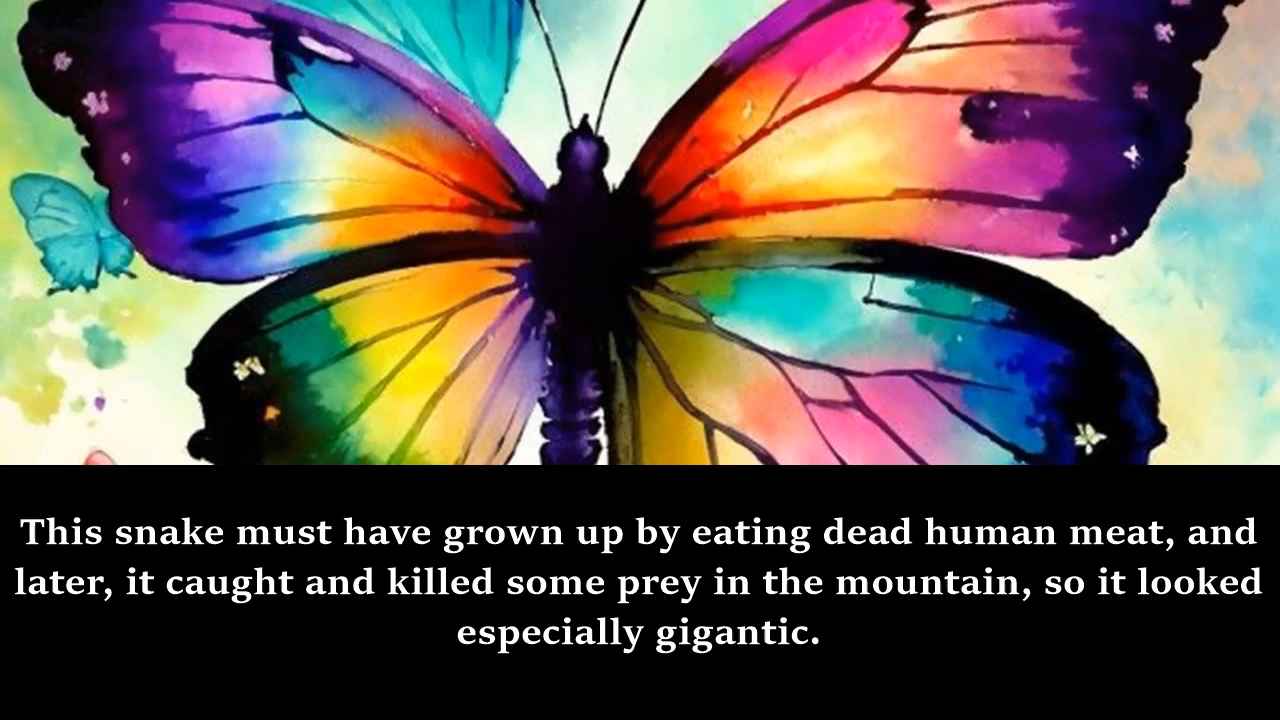 This snake must have grown up by eating dead human meat, and
later, it caught and killed some prey in the mountain, so it looked
especially gigantic.